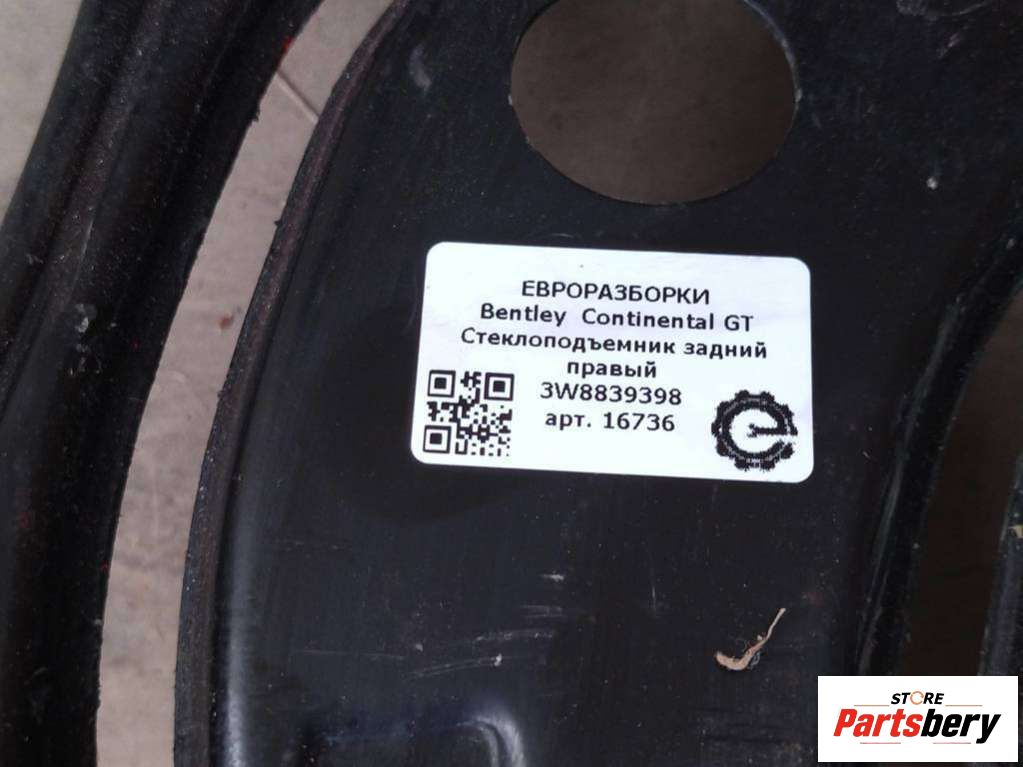 ЕВРОРАЗБОРКИ
Bentley Continental GT
Стеклоподъемник задний
правый
3W8839398
арт. 16736
STORE
Partsbery